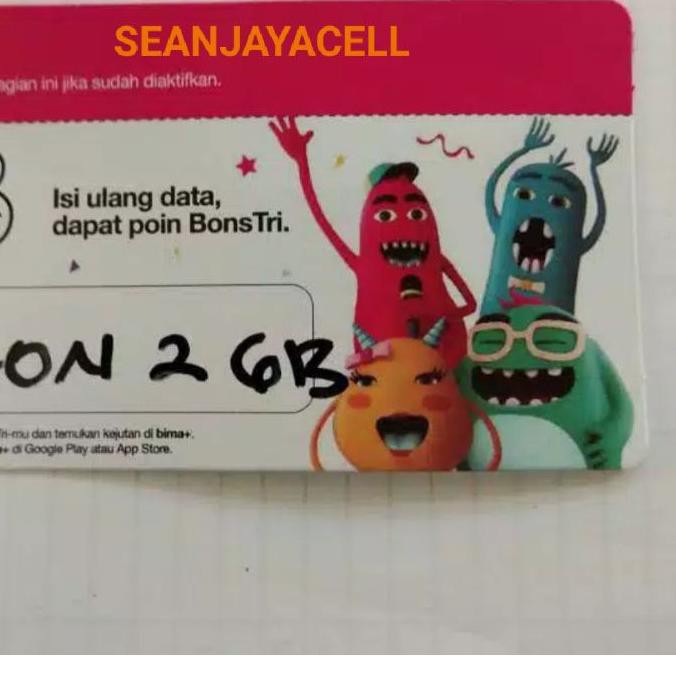 SEANJAYACELL
agian ini jika sudah diaktifkan.
Isi ulang data,
dapat poin BonsTri.
ON 2 GB
ri-mu dan temukan kejutan di bima+.
+ di Google Play atau App Store.